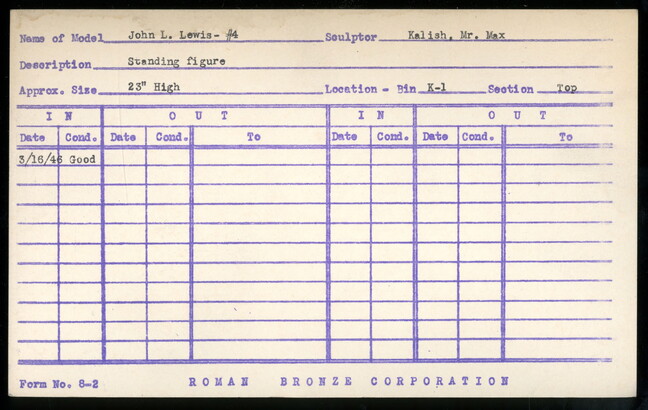 Name of Model John L. Lewis- #4 Sculptor Kalish, Mr. Max
Description Standing figure
Approx. Size 23" High Location - Bin K-1 Section Top
IN OUT IN OUT
Date Cond. Date Cond. To Date Cond. Date Cond. To
3/16/46 Good
Form No. 8-2 ROMAN BRONZE CORPORATION